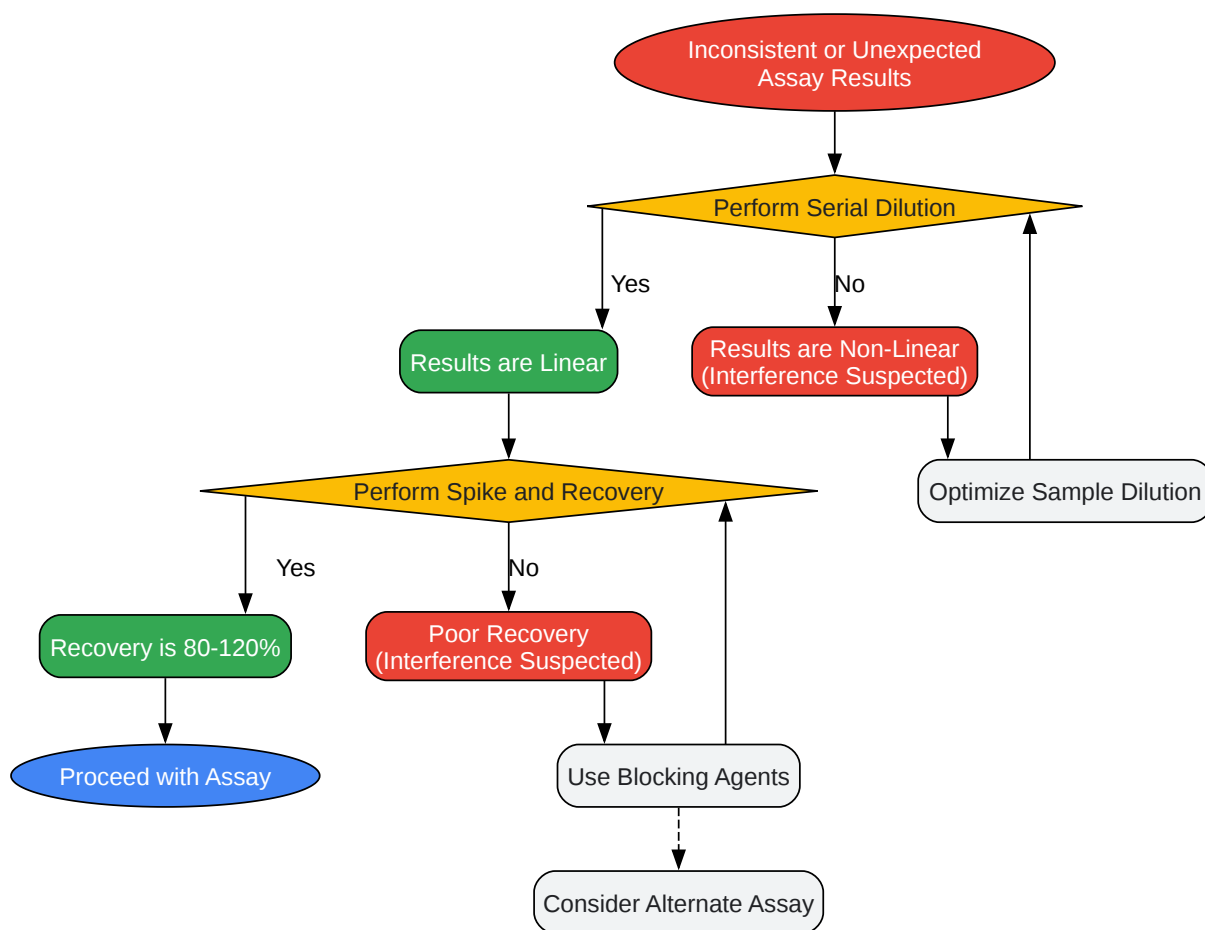 Inconsistent or Unexpected
Assay Results
Perform Serial Dilution
Yes
No
Results are Linear
Results are Non-Linear
(Interference Suspected)
Perform Spike and Recovery
Optimize Sample Dilution
Yes
No
Recovery is 80-120%
Poor Recovery
(Interference Suspected)
Proceed with Assay
Use Blocking Agents
Consider Alternate Assay